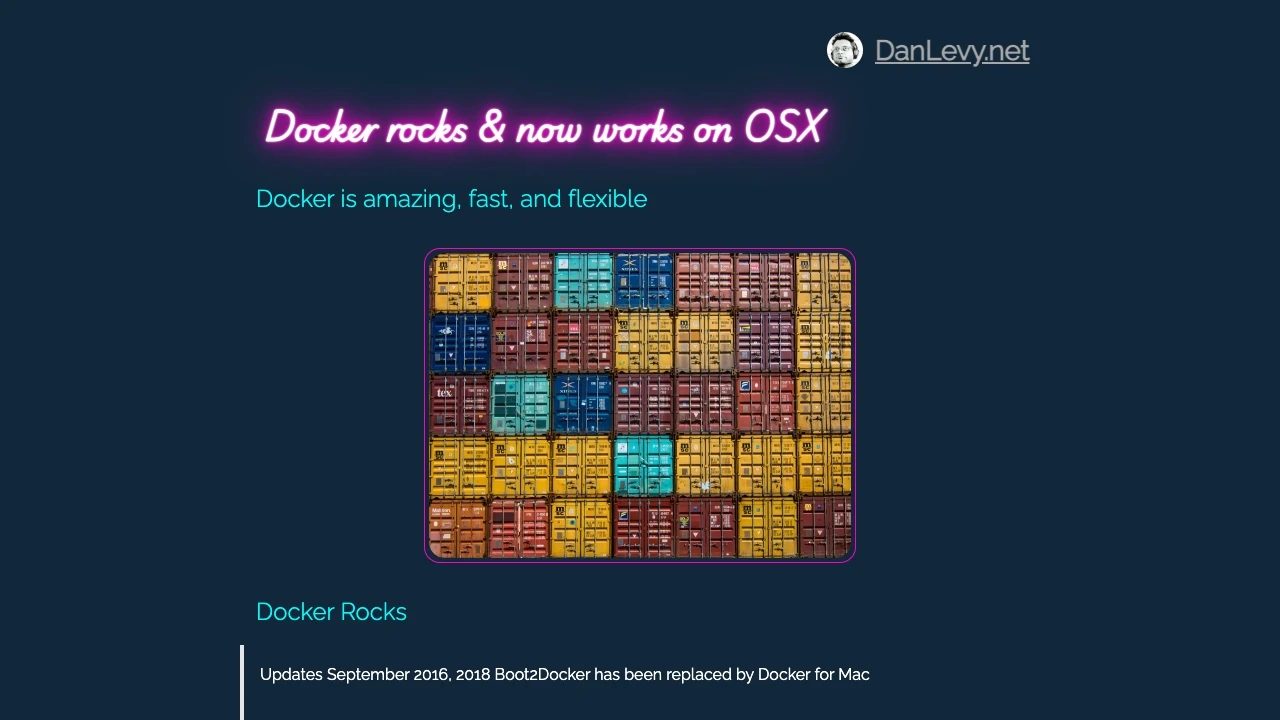 DanLevy.net
Docker rocks & now works on OSX
Docker is amazing, fast, and flexible
tex
Docker Rocks
Updates September 2016, 2018 Boot2Docker has been replaced by Docker for Mac